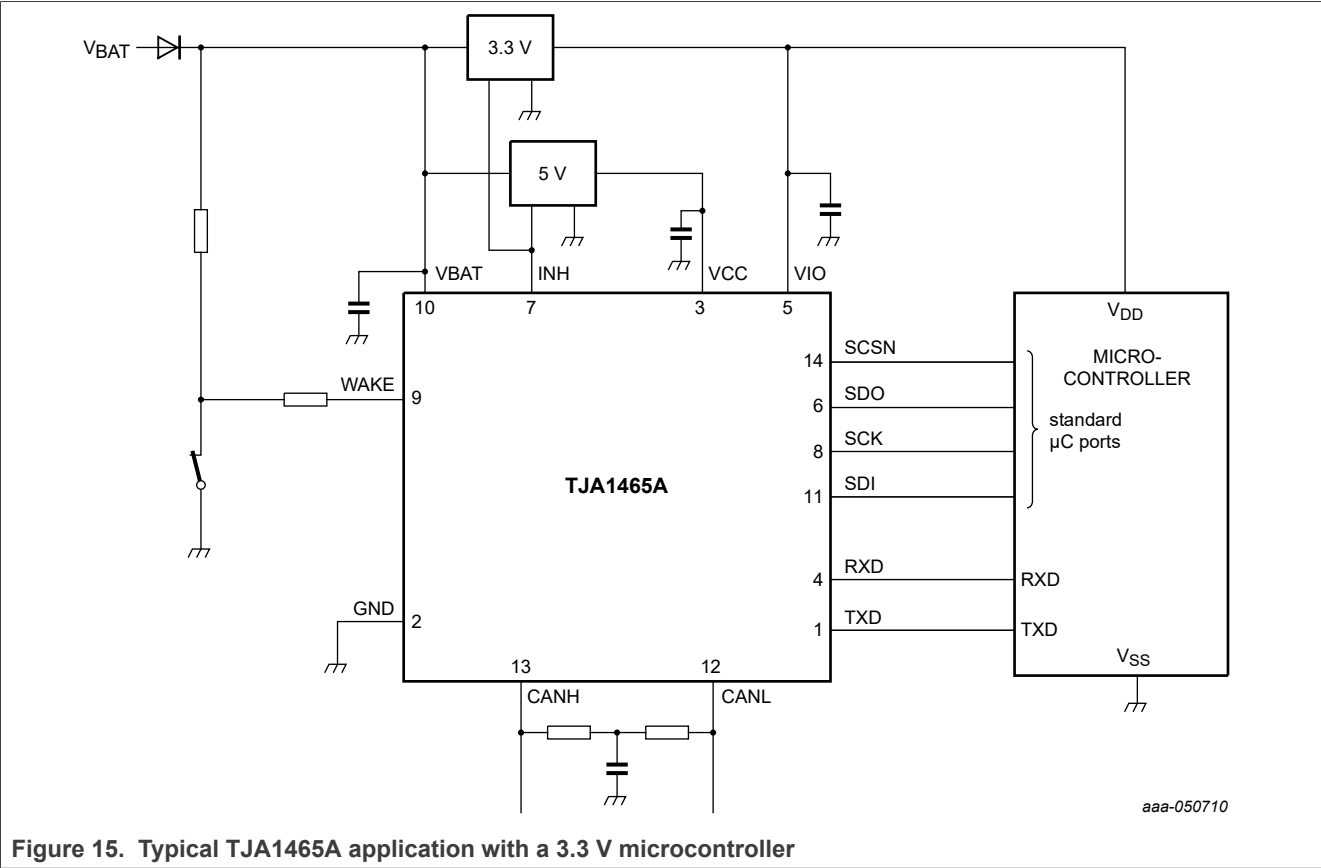 VBAT
3.3 V
5 V
VBAT
INH
VCC
VIO
10
7
3
5
VDD
MICRO-
CONTROLLER
standard
µC ports
14
SCSN
6
SDO
8
SCK
11
SDI
WAKE
9
TJA1465A
4
RXD
RXD
1
TXD
TXD
VSS
GND
2
13
12
CANH
CANL
aaa-050710
Figure 15. Typical TJA1465A application with a 3.3 V microcontroller